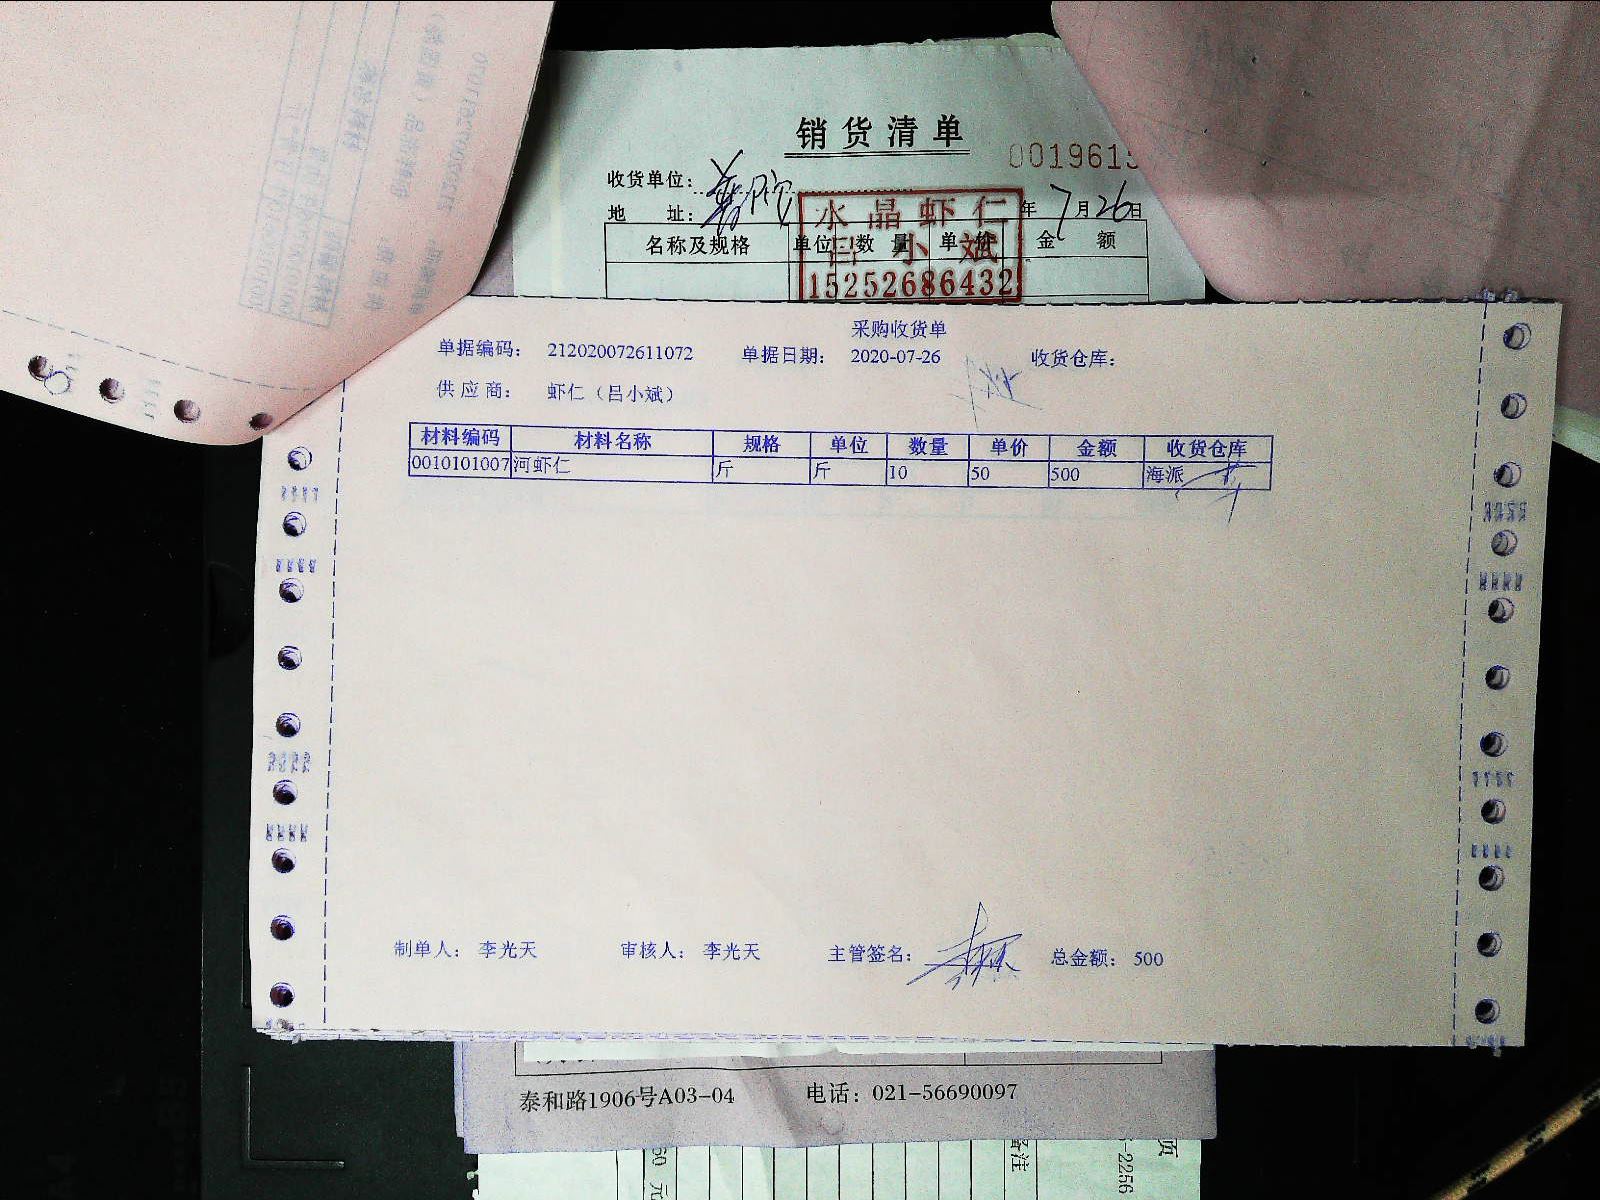 销货清单
001961
收货单位：
地 址： 年7月26日
水晶虾仁
吕小斌
15252686432
名称及规格 单位 数量 单价 金额
采购收货单
单据编码： 212020072611072 单据日期： 2020-07-26 收货仓库：
供应商： 虾仁（吕小斌）
材料编码 材料名称 规格 单位 数量 单价 金额 收货仓库
0010101007 河虾仁 斤 斤 10 50 500 海派
制单人： 李光天 审核人： 李光天 主管签名： 总金额： 500
泰和路1906号A03-04 电话：021-56690097
60 元
备注
-2256
页